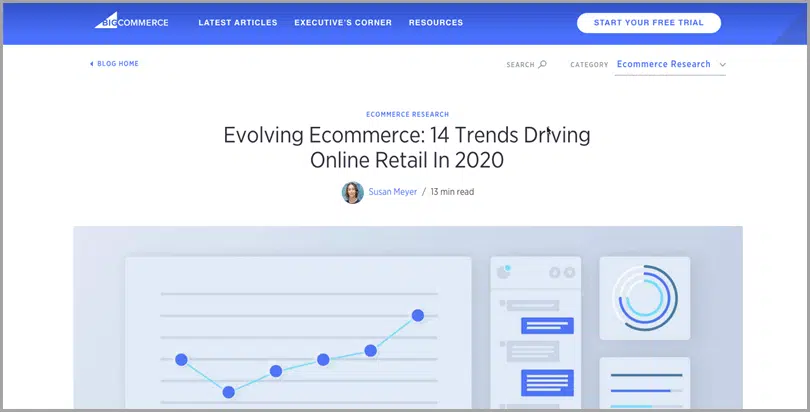 BIGCOMMERCE LATEST ARTICLES EXECUTIVE'S CORNER RESOURCES START YOUR FREE TRIAL
BLOG HOME SEARCH CATEGORY Ecommerce Research
ECOMMERCE RESEARCH
Evolving Ecommerce: 14 Trends Driving
Online Retail In 2020
Susan Meyer / 13 min read